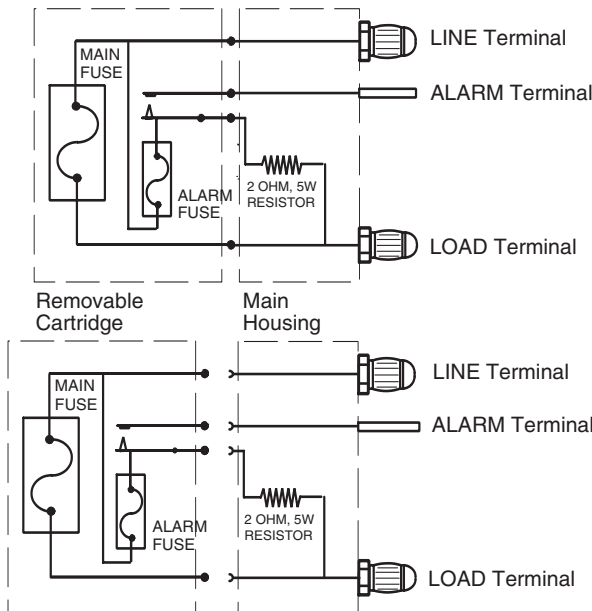 LINE Terminal
MAIN
FUSE
ALARM Terminal
ALARM
FUSE
2 OHM, 5W
RESISTOR
LOAD Terminal
Removable
Cartridge
Main
Housing
LINE Terminal
MAIN
FUSE
ALARM Terminal
ALARM
FUSE
2 OHM, 5W
RESISTOR
LOAD Terminal